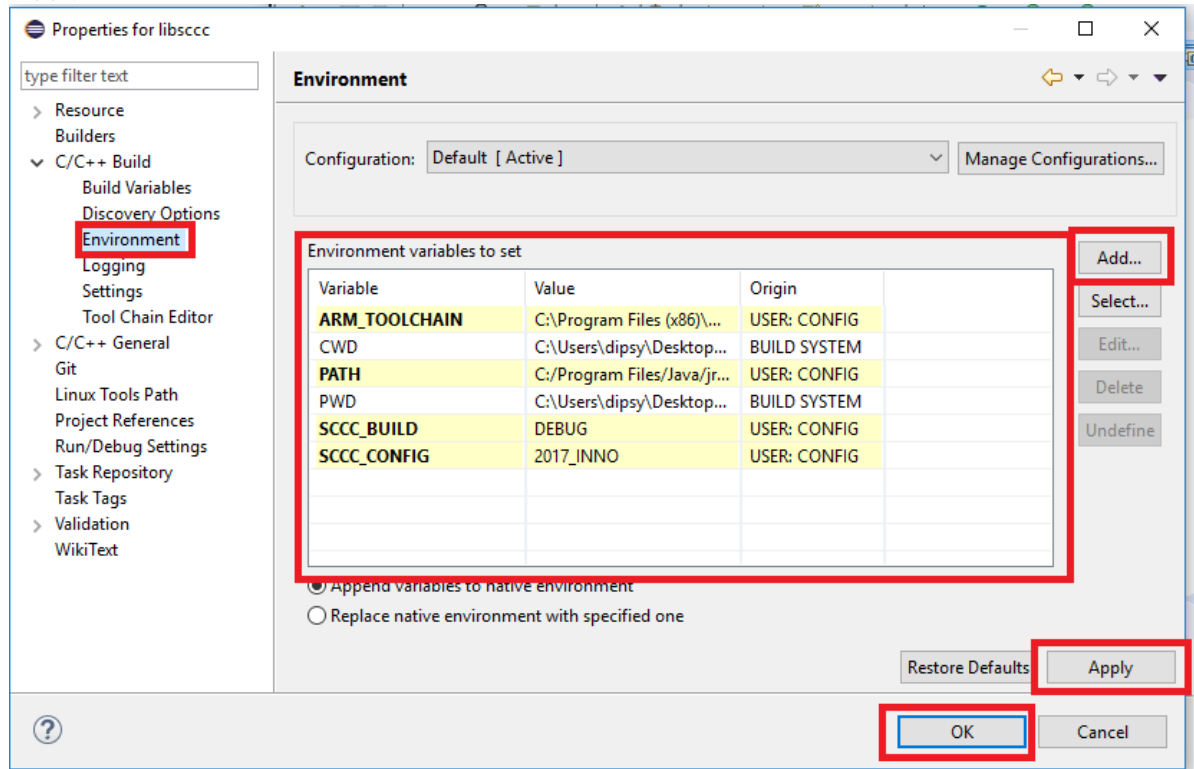 Properties for libsccc
type filter text
Resource
Builders
C/C++ Build
Build Variables
Discovery Options
Environment
Logging
Settings
Tool Chain Editor
C/C++ General
Git
Linux Tools Path
Project References
Run/Debug Settings
Task Repository
Task Tags
Validation
WikiText
Environment
Configuration: Default [ Active ] Manage Configurations...
Environment variables to set
Variable Value Origin
ARM_TOOLCHAIN C:\Program Files (x86)\... USER: CONFIG
CWD C:\Users\dipsy\Desktop... BUILD SYSTEM
PATH C:/Program Files/Java/jr... USER: CONFIG
PWD C:\Users\dipsy\Desktop... BUILD SYSTEM
SCCC_BUILD DEBUG USER: CONFIG
SCCC_CONFIG 2017_INNO USER: CONFIG
Add...
Select...
Edit...
Delete
Undefine
Append variables to native environment
Replace native environment with specified one
Restore Defaults Apply
OK Cancel